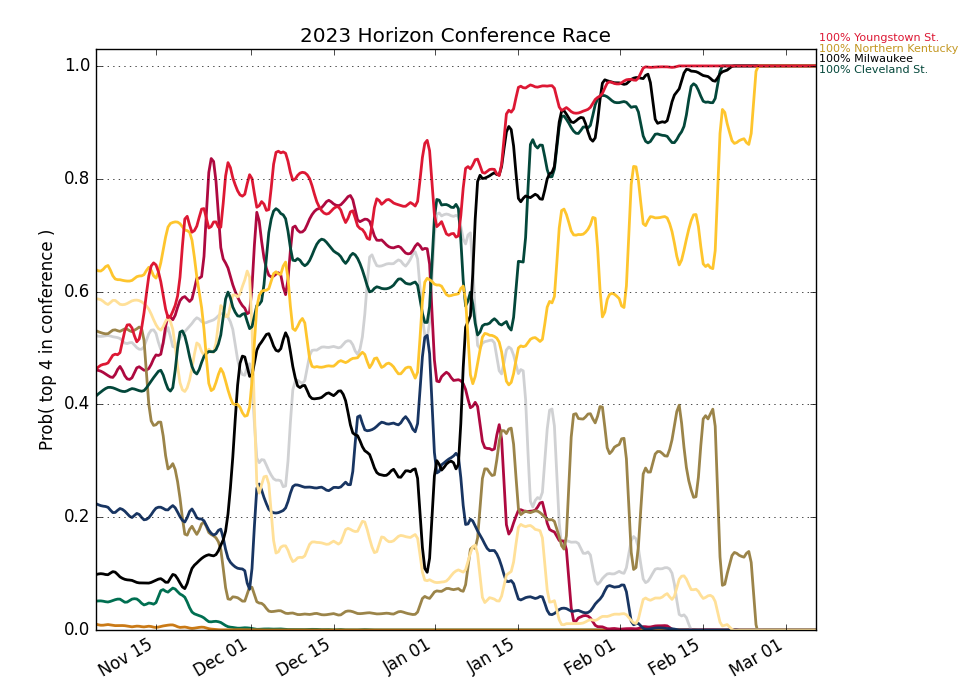 2023 Horizon Conference Race
100% Youngstown St.
100% Northern Kentucky
100% Milwaukee
100% Cleveland St.
Prob( top 4 in conference )
1.0
0.8
0.6
0.4
0.2
0.0
Nov 15
Dec 01
Dec 15
Jan 01
Jan 15
Feb 01
Feb 15
Mar 01